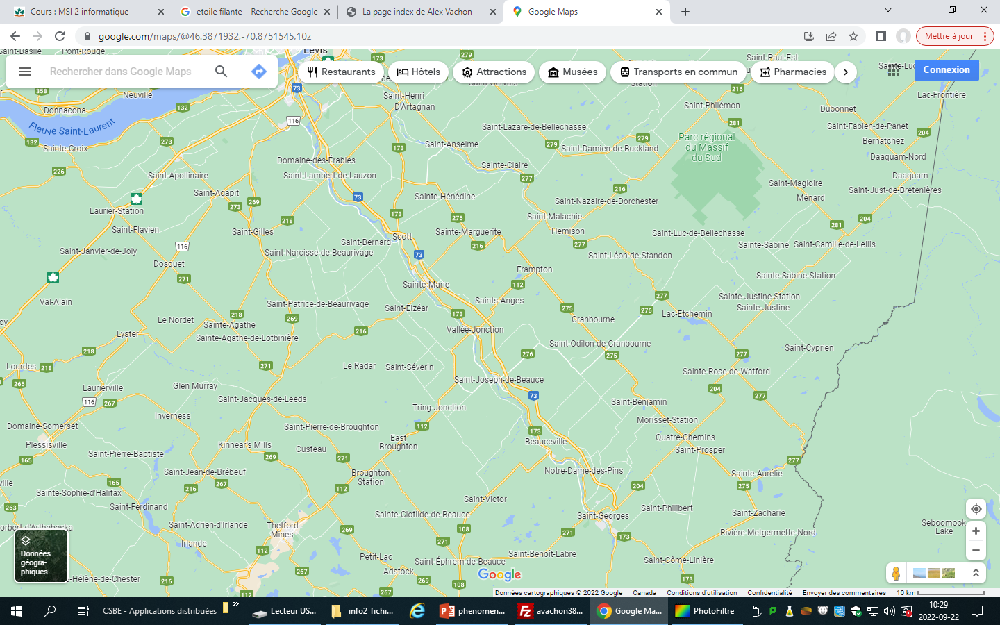 Cours : MSI 2 informatique
etoile filante – Recherche Google
La page index de Alex Vachon
Google Maps
google.com/maps/@46.3871932,-70.8751545,10z
Mettre à jour
Saint-Basile
Pont-Rouge
Lévis
173
279
Saint-Paul-Est
Rechercher dans Google Maps
Restaurants
Hôtels
Attractions
Musées
Transports en commun
Pharmacies
Connexion
Saint-Gervais
Station
216
358
Neuville
132
73
Saint-Henri
D'Artagnan
Saint-Philémon
Lac-Frontière
Donnacona
Dubonnet
Fleuve Saint-Laurent
116
Saint-Lazare-de-Bellechasse
281
Saint-Fabien-de-Panet
204
132
Sainte-Croix
273
173
Saint-Anselme
279
Saint-Damien-de-Buckland
279
Parc régional
du Massif
du Sud
Bernatchez
Daaquam-Nord
226
Domaine-des-Érables
Sainte-Claire
Saint-Apollinaire
Saint-Lambert-de-Lauzon
277
Daaquam
Saint-Magloire
Saint-Just-de-Bretenières
Saint-Agapit
73
Sainte-Hénédine
216
Ménard
Laurier-Station
273
269
Saint-Nazaire-de-Dorchester
173
275
Saint-Malachie
204
Saint-Flavien
Saint-Gilles
218
Sainte-Marguerite
Hemison
Saint-Luc-de-Bellechasse
281
Scott
Saint-Bernard
216
277
Sainte-Sabine
Saint-Camille-de-Lellis
Saint-Janvier-de-Joly
116
Saint-Narcisse-de-Beaurivage
73
Saint-Léon-de-Standon
Dosquet
Frampton
271
Sainte-Marie
112
Sainte-Sabine-Station
Val-Alain
Saint-Patrice-de-Beaurivage
Saint-Elzéar
Saints-Anges
277
Sainte-Justine-Station
Sainte-Justine
218
269
173
275
276
Lac-Etchemin
Le Nordet
Sainte-Agathe
Cranbourne
Lyster
216
Vallée-Jonction
Sainte-Agathe-de-Lotbinière
Saint-Odilon-de-Cranbourne
Saint-Cyprien
218
276
275
277
Lourdes
218
271
Le Radar
Saint-Séverin
Sainte-Rose-de-Watford
265
Laurierville
Glen Murray
Saint-Joseph-de-Beauce
204
116
267
Saint-Jacques-de-Leeds
73
277
Tring-Jonction
Saint-Benjamin
Inverness
Morisset-Station
Domaine-Somerset
Saint-Pierre-de-Broughton
112
173
Plessisville
Kinnear's Mills
Custeau
East
Broughton
Beauceville
Quatre-Chemins
Saint-Prosper
165
Saint-Pierre-Baptiste
269
271
277
Saint-Jean-de-Brébeuf
Broughton
Station
Notre-Dame-des-Pins
Sainte-Aurélie
165
216
267
112
204
275
Sainte-Sophie-d'Halifax
Saint-Victor
263
Saint-Ferdinand
Saint-Philibert
Sainte-Clotilde-de-Beauce
Saint-Georges
Saint-Zacharie
Saint-Adrien-d'Irlande
Thetford
Mines
269
108
271
173
Rivière-Metgermette-Nord
Seboomook
Lake
Irlande
112
271
Données
géogra-
phiques
Petit-Lac
Saint-Benoît-Labre
Saint-Éphrem-de-Beauce
Saint-Côme-Linière
267
Adstock
269
108
Google
173
216
112
267
Données cartographiques © 2022 Google
Canada
Conditions d'utilisation
Confidentialité
Envoyer des commentaires
10 km
CSBE - Applications distribuées
»
Lecteur US...
info2_fichi...
phenomen...
avachon38...
Google Ma...
PhotoFiltre
10:29
2022-09-22